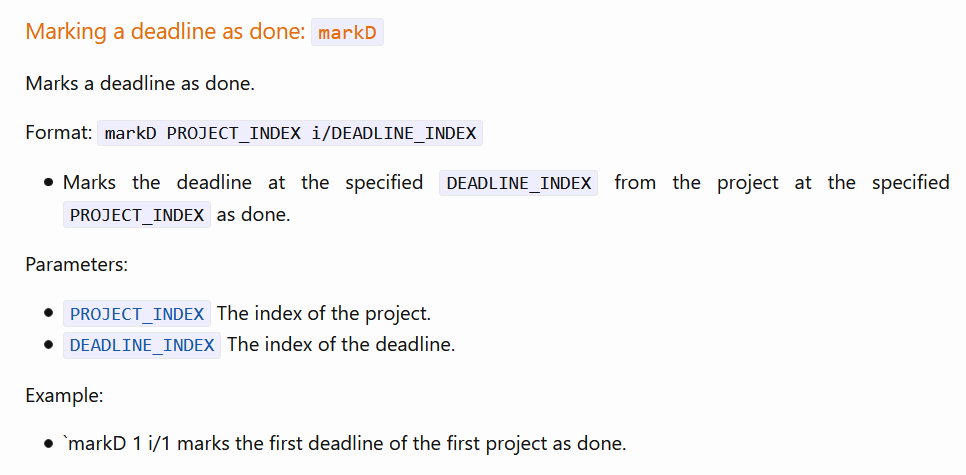 Marking a deadline as done: markD
Marks a deadline as done.
Format: markD PROJECT_INDEX i/DEADLINE_INDEX
Marks the deadline at the specified DEADLINE_INDEX from the project at the specified
PROJECT_INDEX as done.
Parameters:
PROJECT_INDEX The index of the project.
DEADLINE_INDEX The index of the deadline.
Example:
`markD 1 i/1 marks the first deadline of the first project as done.